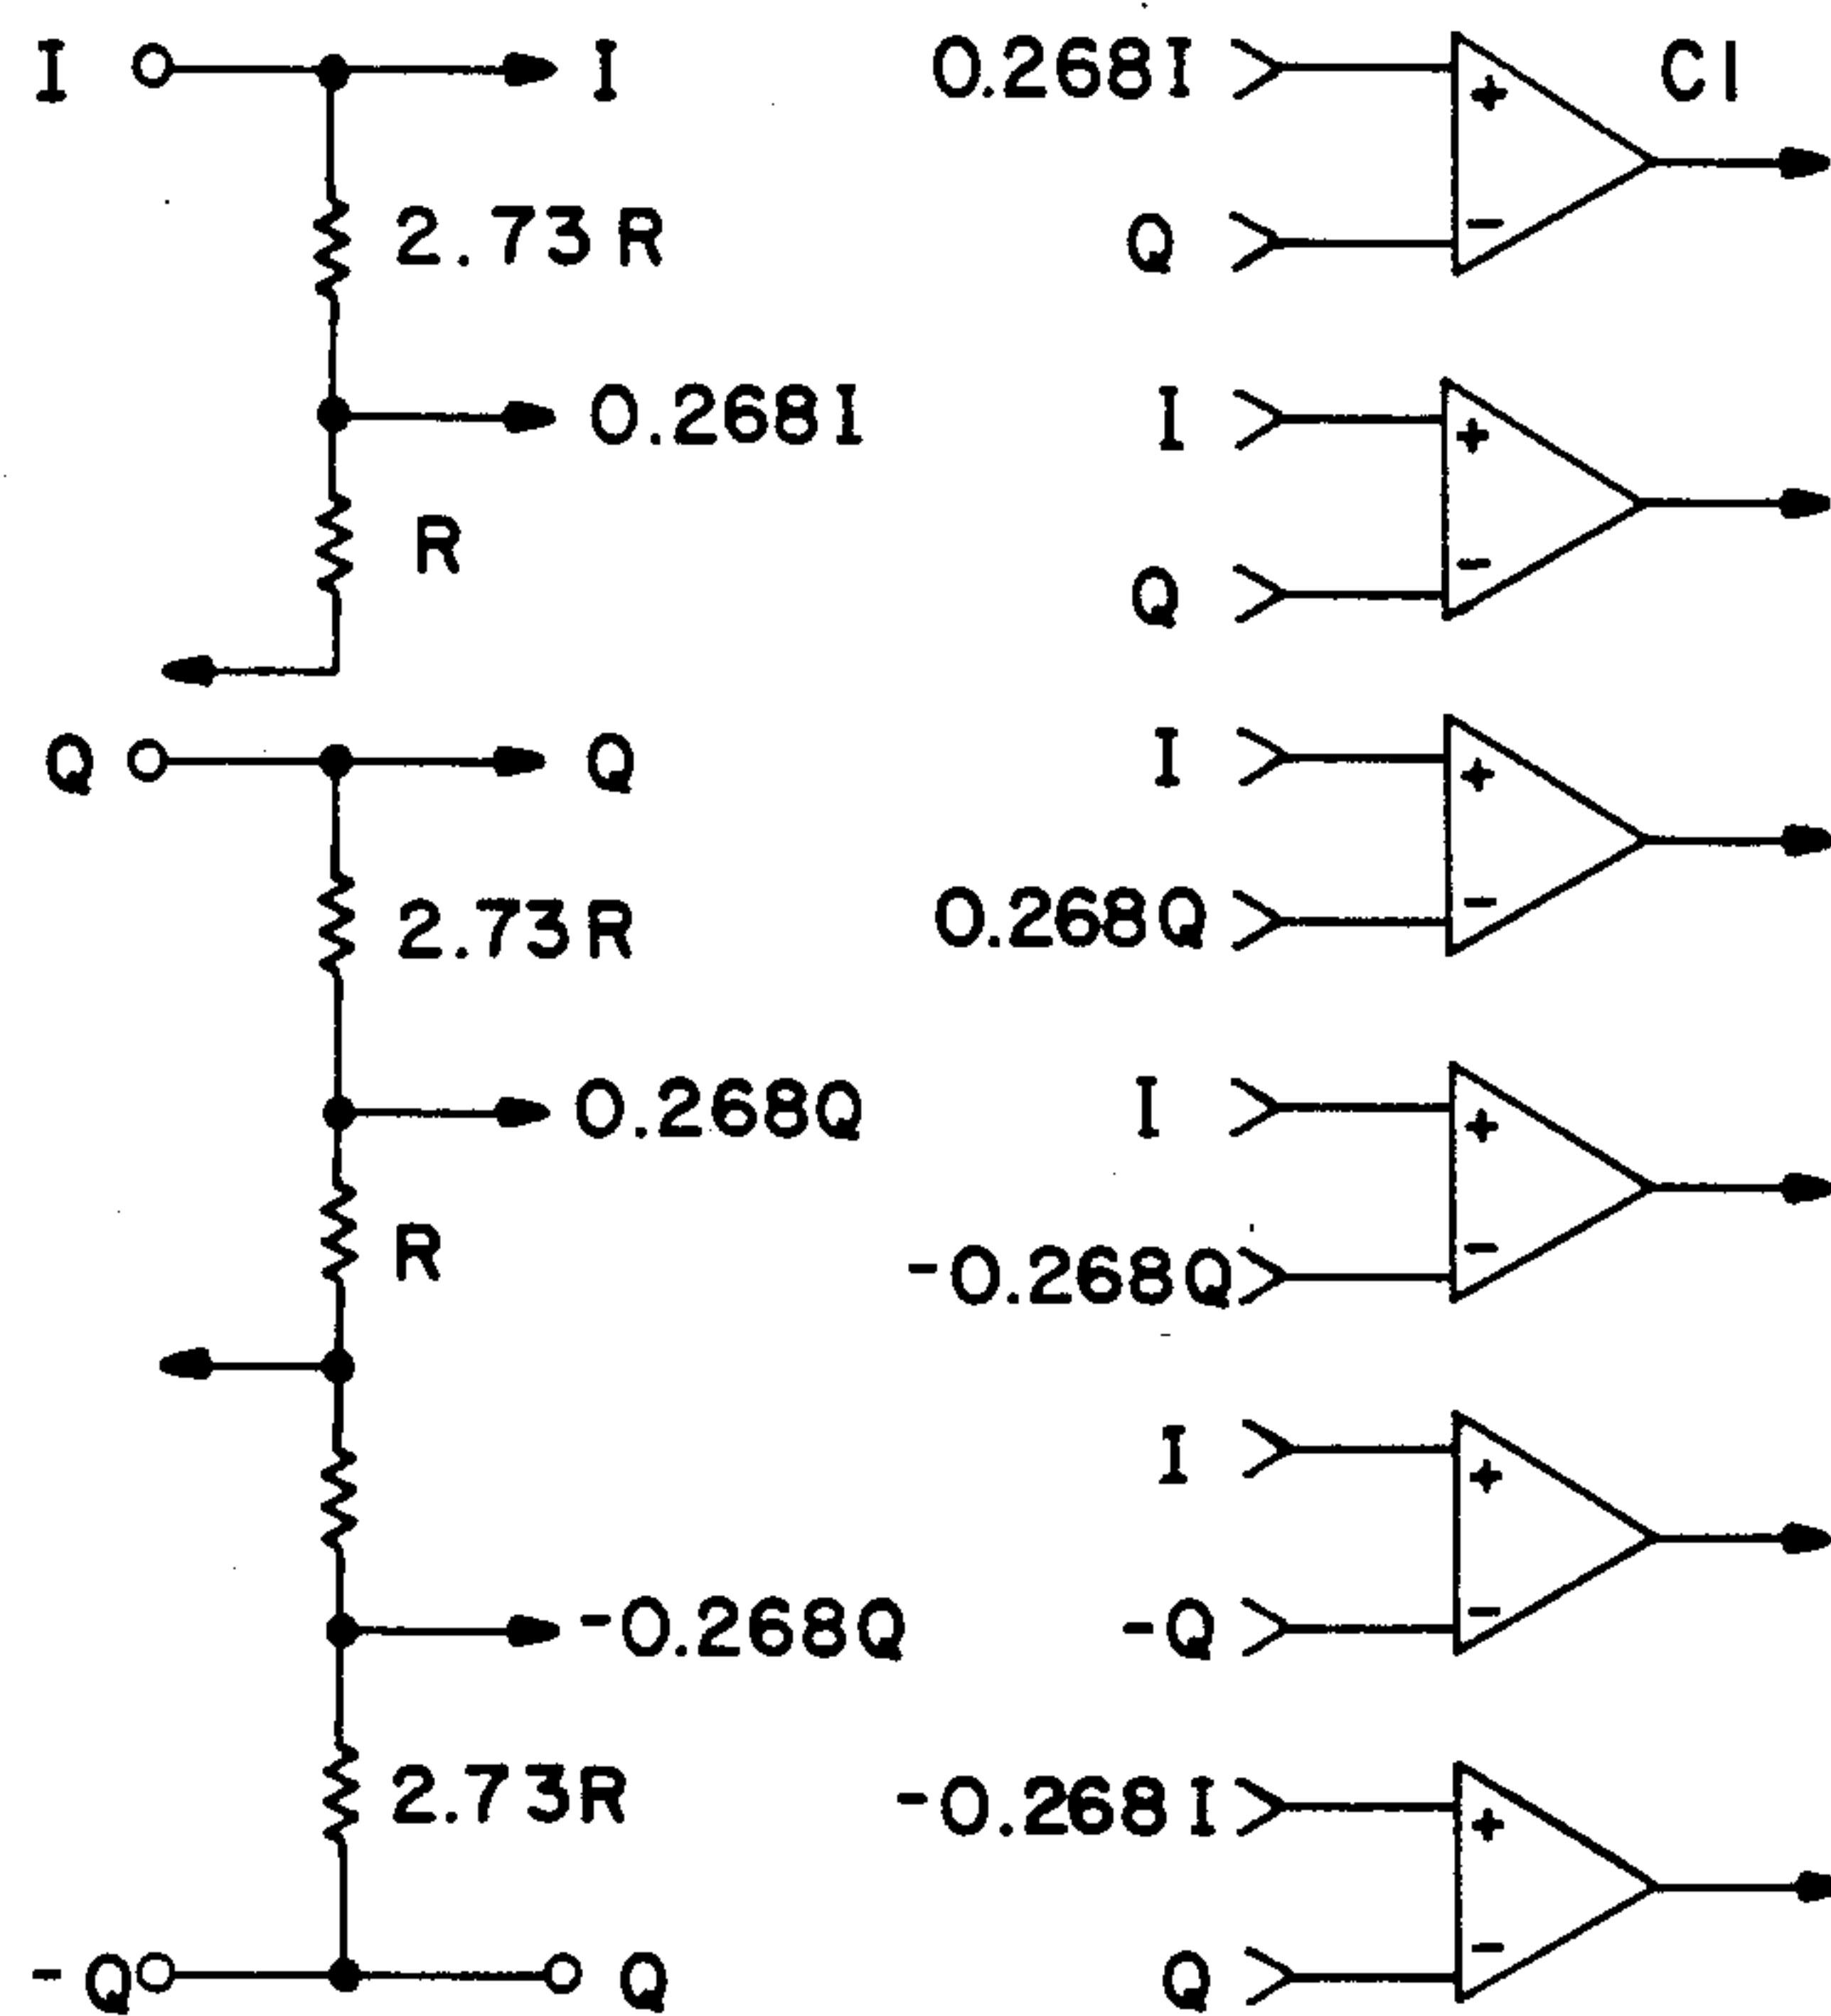 I
I
2.73 R
0.268I
R
Q
Q
2.73R
0.268Q
R
-0.268Q
2.73R
-Q
Q
0.268I
+
C1
Q
-
I
+
Q
-
I
+
0.268Q
-
I
+
-0.268Q
-
I
+
-Q
-
-0.268I
+
Q
-